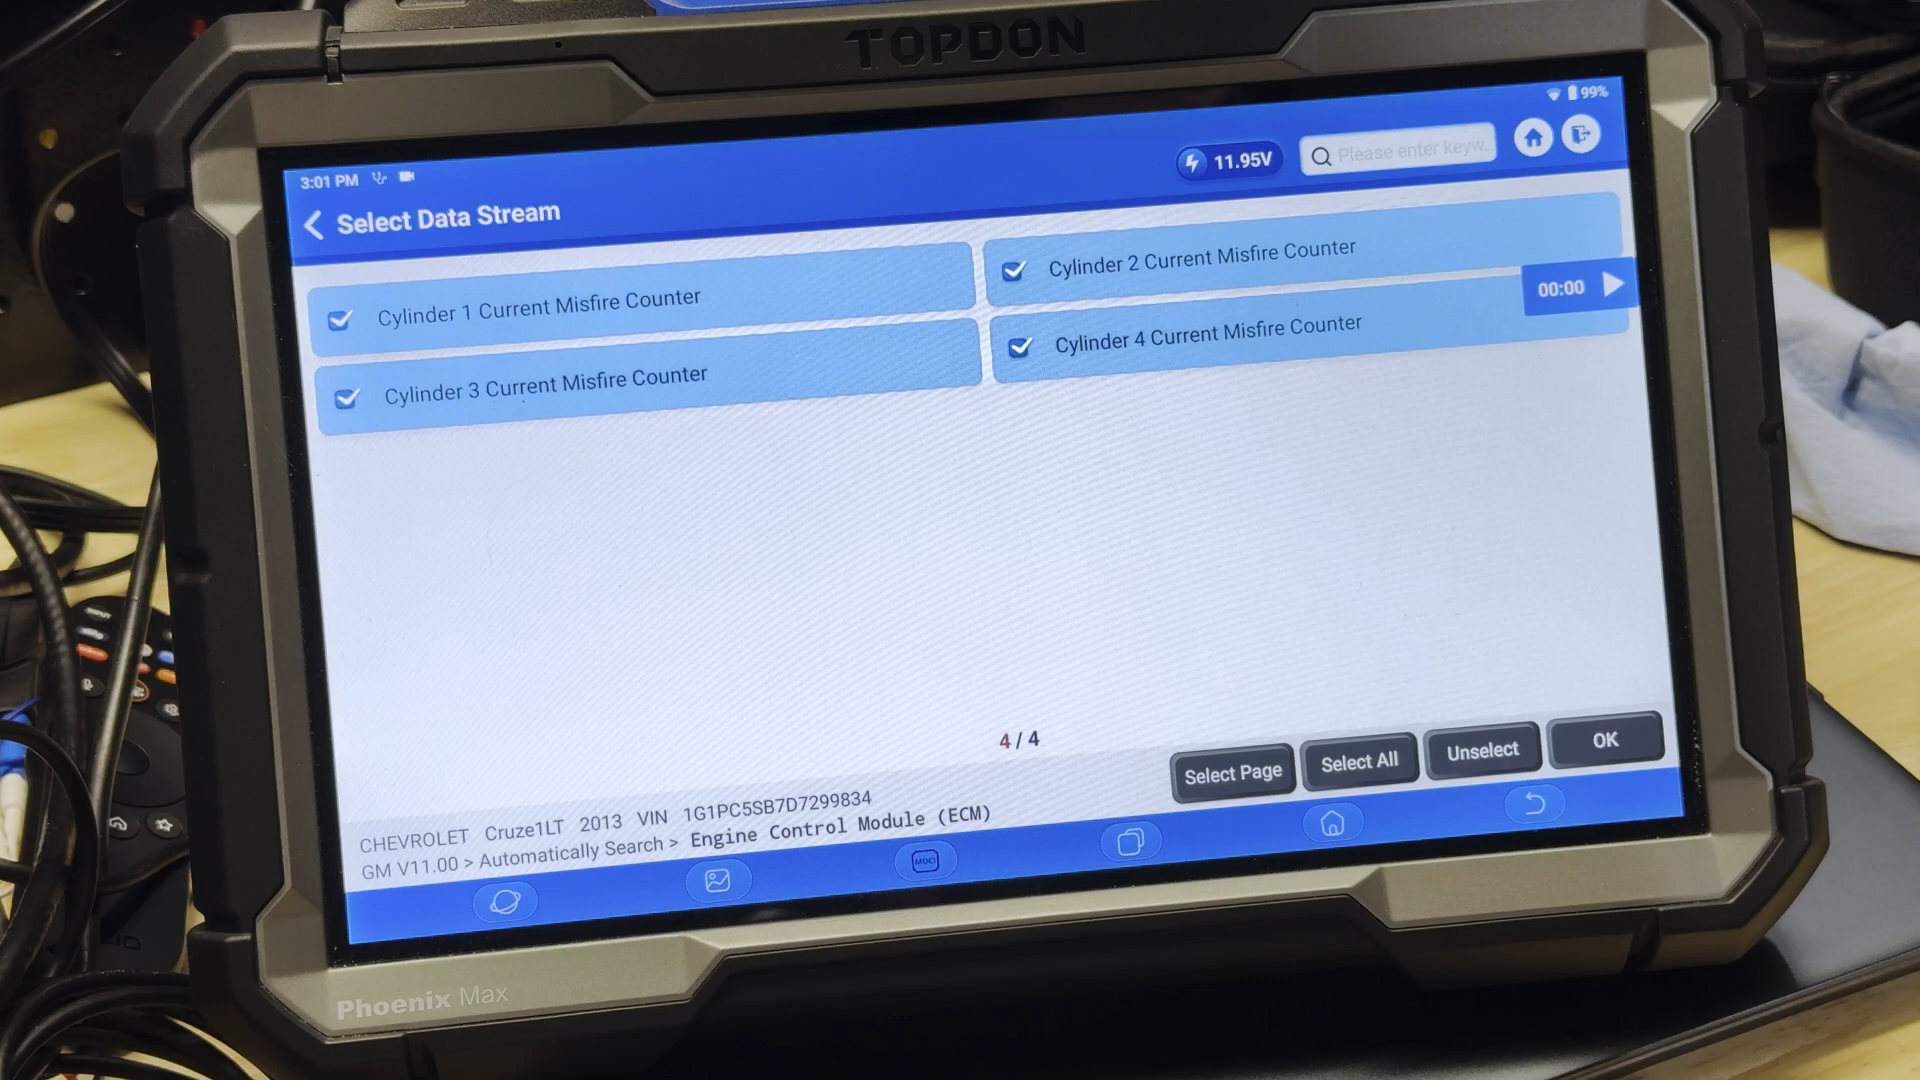 TOPDON
99%
3:01 PM
11.95V
Please enter keyw...
Select Data Stream
Cylinder 1 Current Misfire Counter
Cylinder 2 Current Misfire Counter
00:00
Cylinder 3 Current Misfire Counter
Cylinder 4 Current Misfire Counter
4 / 4
Select Page
Select All
Unselect
OK
CHEVROLET Cruze1LT 2013 VIN 1G1PC5SB7D7299834
GM V11.00 > Automatically Search > Engine Control Module (ECM)
MDCI
Phoenix Max